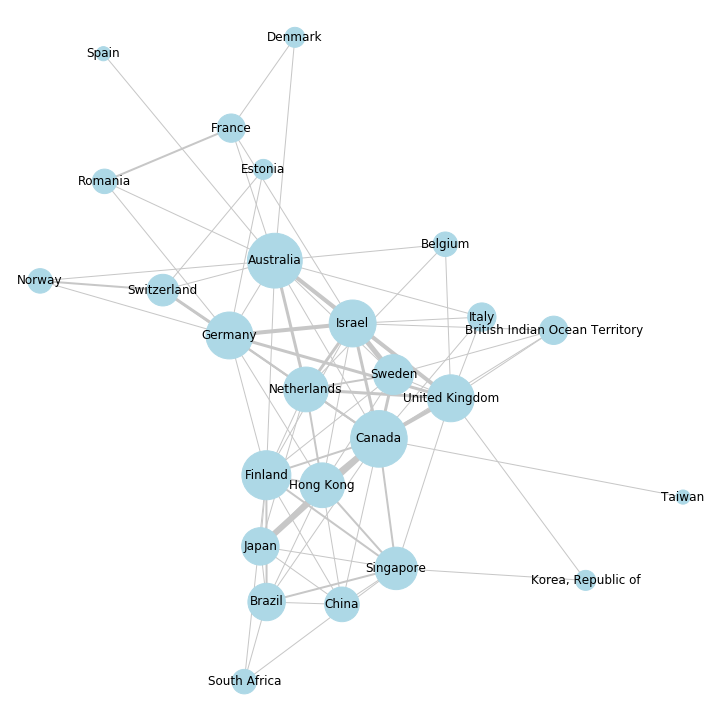 Denmark
Spain
France
Estonia
Romania
Belgium
Australia
Norway
Switzerland
Italy
Israel
British Indian Ocean Territory
Germany
Sweden
Netherlands
United Kingdom
Canada
Finland
Hong Kong
Taiwan
Japan
Singapore
Korea, Republic of
Brazil
China
South Africa